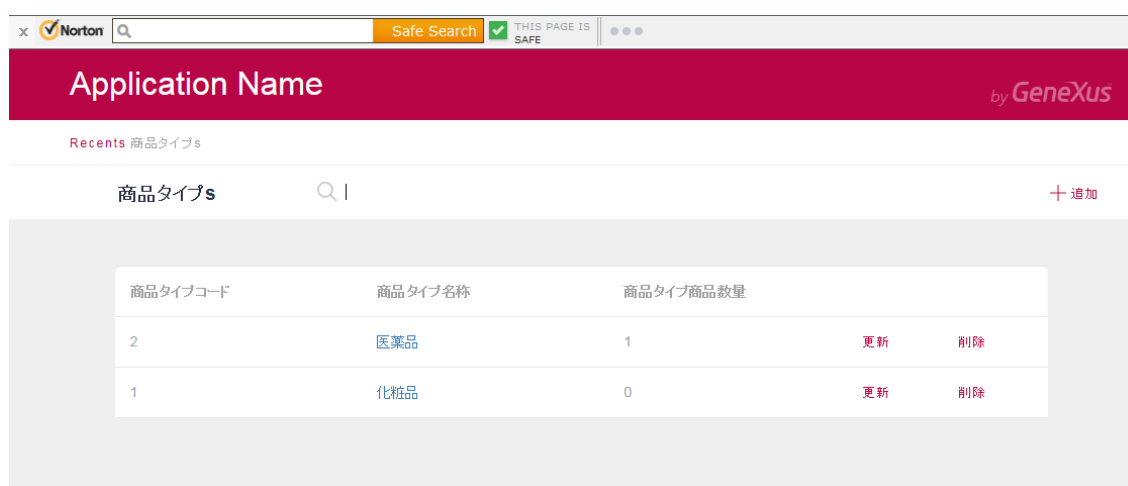 x Norton Safe Search THIS PAGE IS
SAFE
Application Name
by GeneXus
Recents 商品タイプs
商品タイプs
追加
商品タイプコード 商品タイプ名称 商品タイプ商品数量
2 医薬品 1 更新 削除
1 化粧品 0 更新 削除